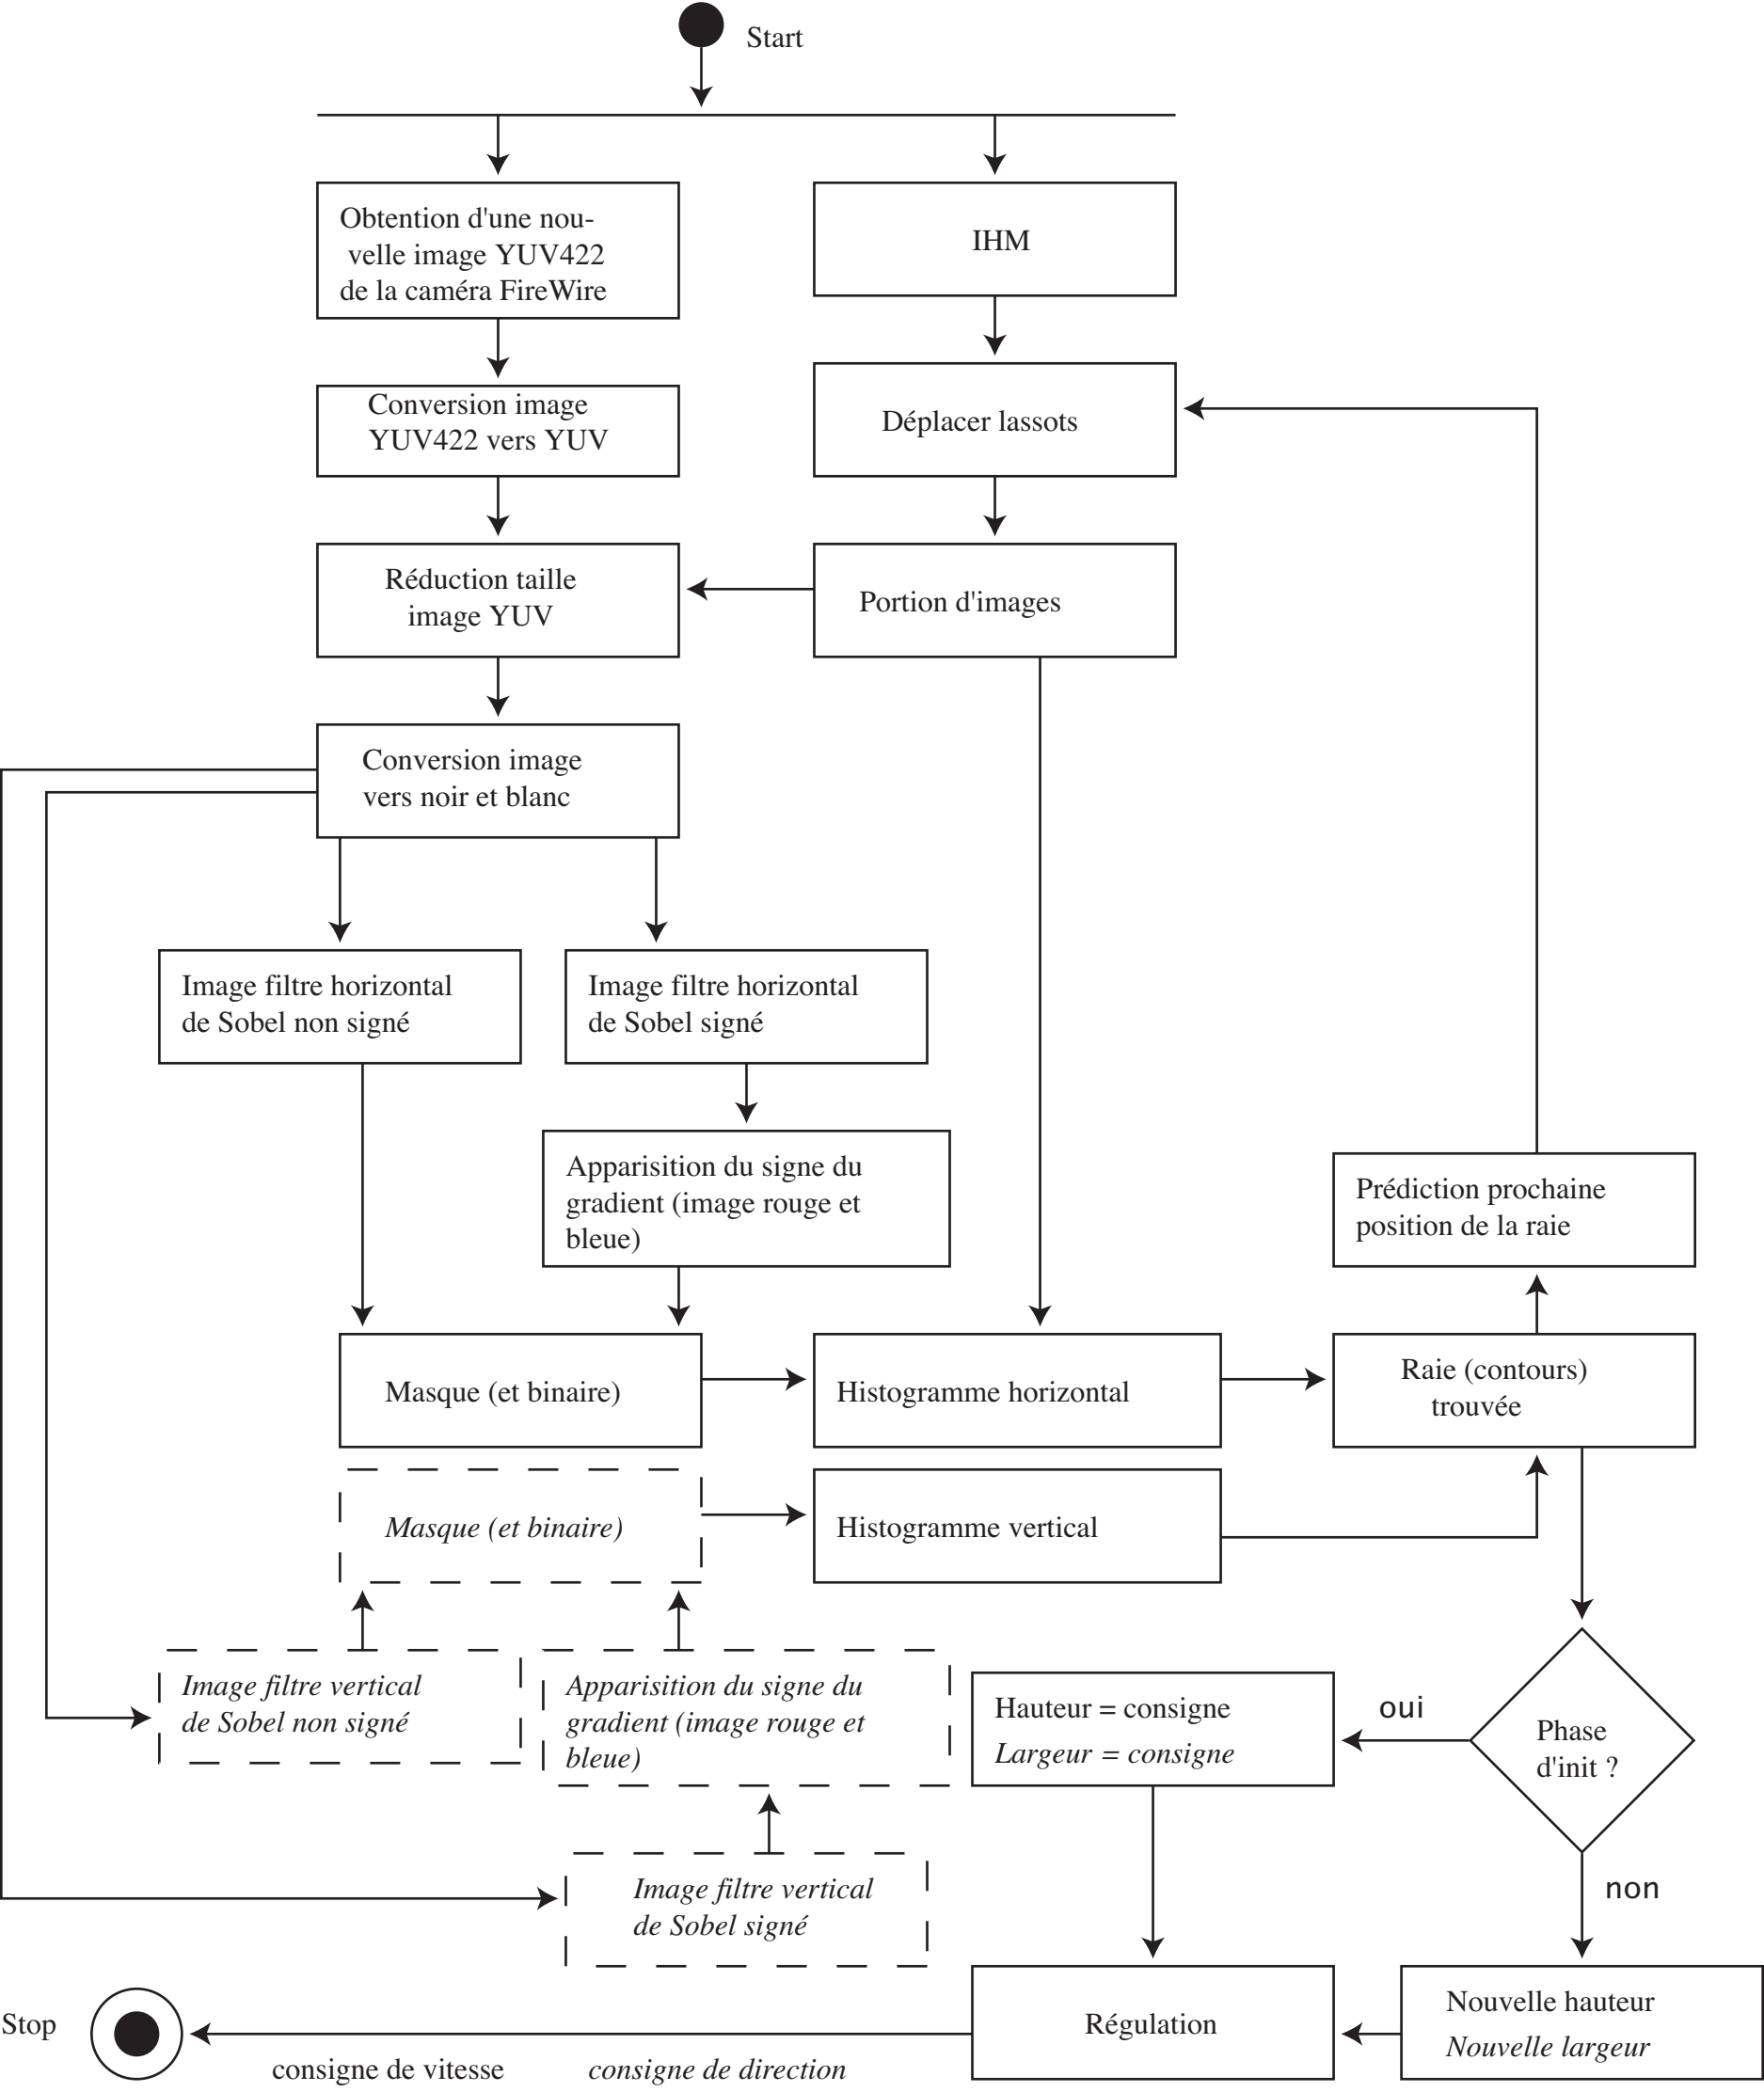 Start
Obtention d'une nou-
velle image YUV422
de la caméra FireWire
IHM
Conversion image
YUV422 vers YUV
Déplacer lassots
Réduction taille
image YUV
Portion d'images
Conversion image
vers noir et blanc
Image filtre horizontal
de Sobel non signé
Image filtre horizontal
de Sobel signé
Apparisition du signe du
gradient (image rouge et
bleue)
Prédiction prochaine
position de la raie
Masque (et binaire)
Histogramme horizontal
Raie (contours)
trouvée
Masque (et binaire)
Histogramme vertical
Image filtre vertical
de Sobel non signé
Apparisition du signe du
gradient (image rouge et
bleue)
Hauteur = consigne
Largeur = consigne
oui
Phase
d'init ?
Image filtre vertical
de Sobel signé
non
Stop
Régulation
Nouvelle hauteur
Nouvelle largeur
consigne de vitesse
consigne de direction